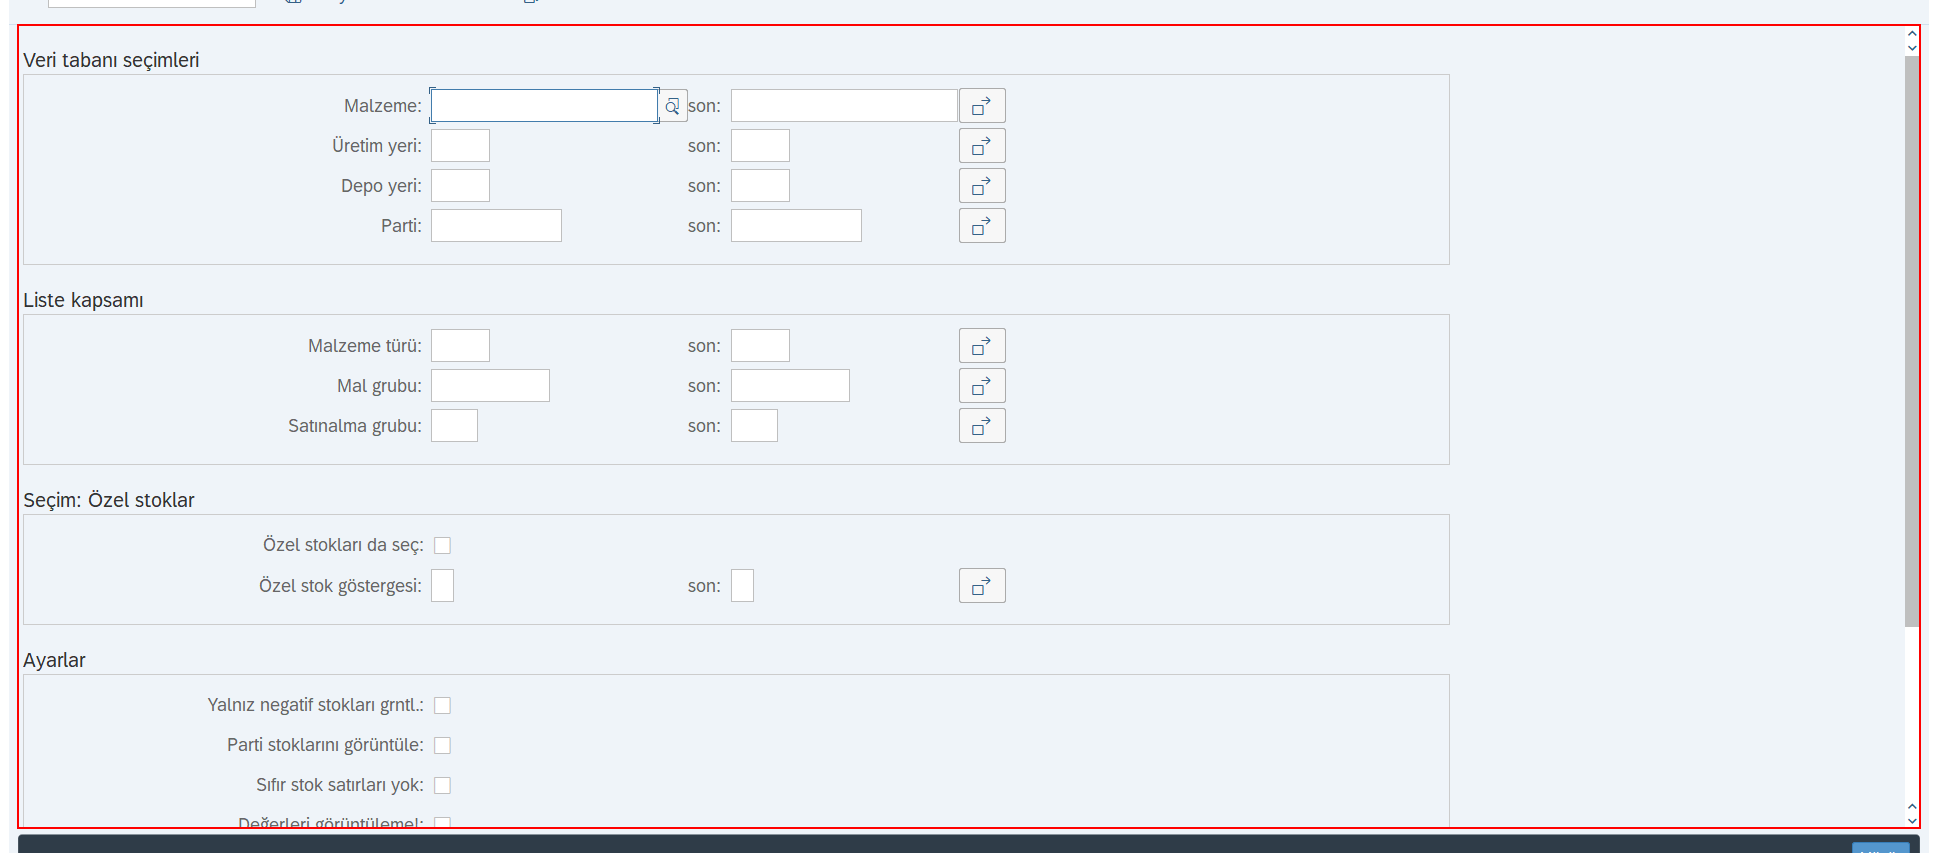 Veri tabanı seçimleri
Malzeme: son:
Üretim yeri: son:
Depo yeri: son:
Parti: son:
Liste kapsamı
Malzeme türü: son:
Mal grubu: son:
Satınalma grubu: son:
Seçim: Özel stoklar
Özel stokları da seç:
Özel stok göstergesi: son:
Ayarlar
Yalnız negatif stokları grntl.:
Parti stoklarını görüntüle:
Sıfır stok satırları yok:
Değerleri görüntüleme!: